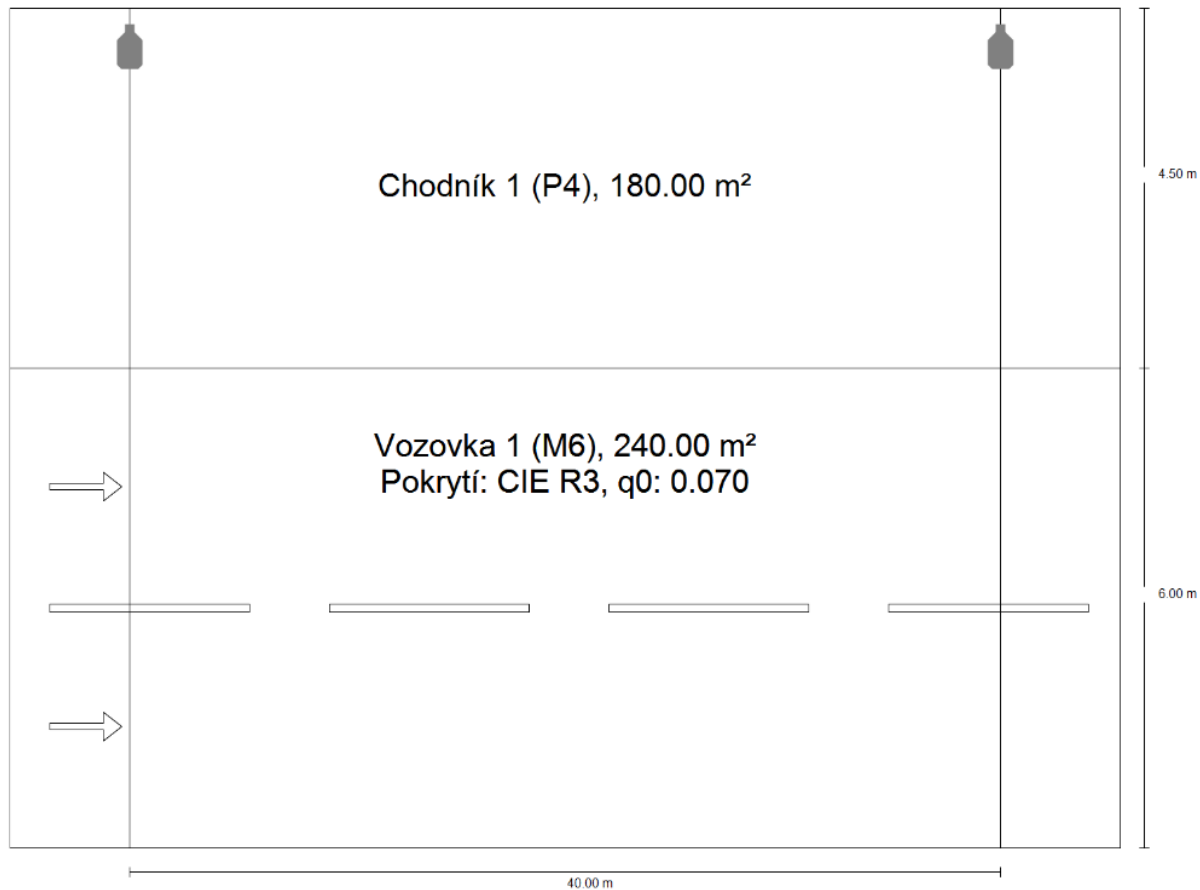 Chodník 1 (P4), 180.00 m²
4.50 m
Vozovka 1 (M6), 240.00 m²
Pokrytí: CIE R3, q0: 0.070
6.00 m
40.00 m